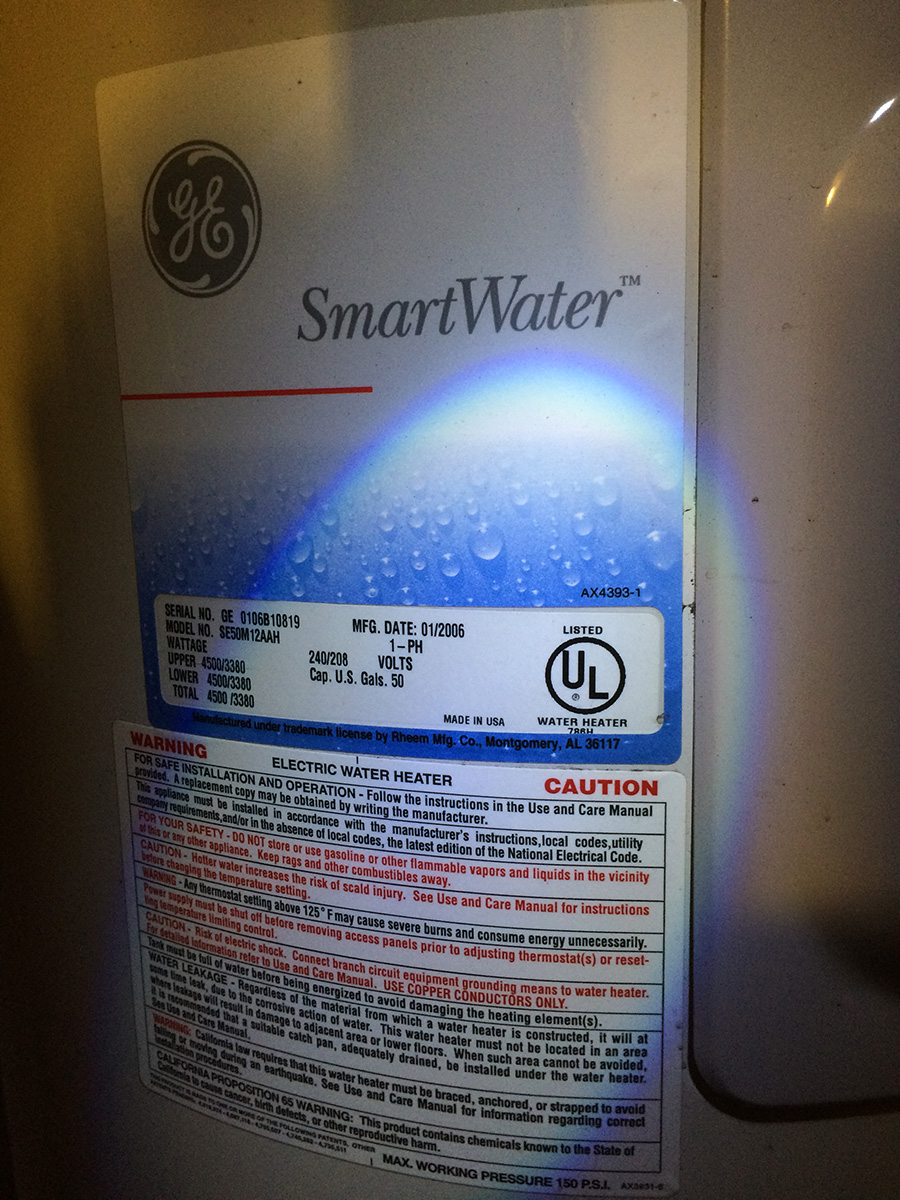 GE
SmartWater™
AX4393-1
SERIAL NO. GE 0106B10819
MODEL NO. SE50M12AAH
WATTAGE
UPPER 4500/3380
LOWER 4500/3380
TOTAL 4500 /3380
MFG. DATE: 01/2006
1-PH
240/208 VOLTS
Cap. U.S. Gals. 50
LISTED
UL
®
WATER HEATER
786H
MADE IN USA
Manufactured under trademark license by Rheem Mfg. Co., Montgomery, AL 36117
WARNING
ELECTRIC WATER HEATER
CAUTION
FOR SAFE INSTALLATION AND OPERATION - Follow the instructions in the Use and Care Manual
provided. A replacement copy may be obtained by writing the manufacturer.
This appliance must be installed in accordance with the manufacturer's instructions, local codes, utility
company requirements, and/or in the absence of local codes, the latest edition of the National Electrical Code.
FOR YOUR SAFETY - DO NOT store or use gasoline or other flammable vapors and liquids in the vicinity
of this or any other appliance. Keep rags and other combustibles away.
CAUTION - Hotter water increases the risk of scald injury. See Use and Care Manual for instructions
before changing the temperature setting.
WARNING - Any thermostat setting above 125°F may cause severe burns and consume energy unnecessarily.
Power supply must be shut off before removing access panels prior to adjusting thermostat(s) or reset-
ting temperature limiting control.
CAUTION - Risk of electric shock. Connect branch circuit equipment grounding means to water heater.
For detailed information refer to Use and Care Manual. USE COPPER CONDUCTORS ONLY.
Tank must be full of water before being energized to avoid damaging the heating element(s).
WATER LEAKAGE - Regardless of the material from which a water heater is constructed, it will at
some time leak, due to the corrosive action of water. This water heater must not be located in an area
where leakage will result in damage to adjacent area or lower floors. When such area cannot be avoided,
it is recommended that a suitable catch pan, adequately drained, be installed under the water heater.
See Use and Care Manual.
WARNING: California law requires that this water heater must be braced, anchored, or strapped to avoid
falling or moving during an earthquake. See Use and Care Manual for information regarding correct
installation procedures.
CALIFORNIA PROPOSITION 65 WARNING: This product contains chemicals known to the State of
California to cause cancer, birth defects, or other reproductive harm.
THIS PRODUCT IS MADE TO ONE OR MORE OF THE FOLLOWING PATENTS. OTHER
MAX. WORKING PRESSURE 150 P.S.I.